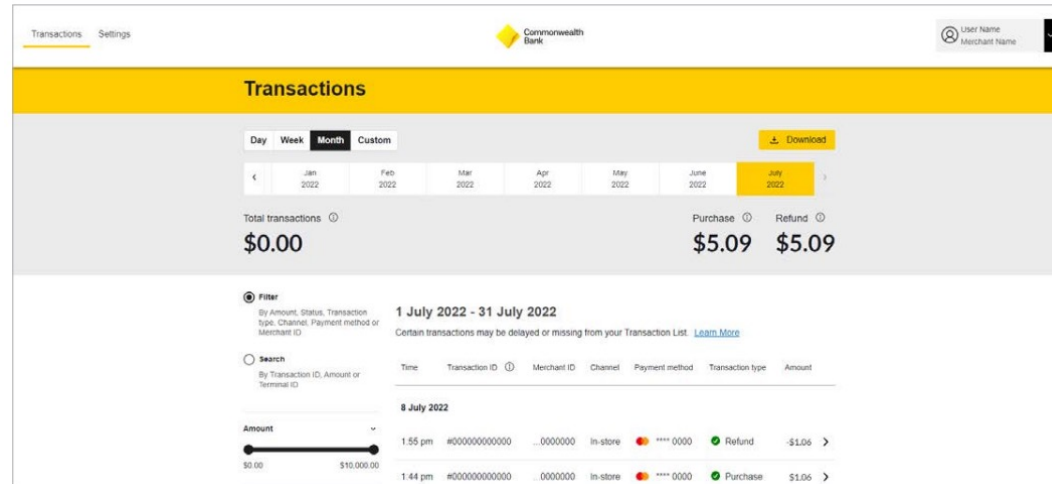 Transactions Settings
Commonwealth
Bank
User Name
Merchant Name
Transactions
Day Week Month Custom
Download
Jan Feb Mar Apr May June July
2022 2022 2022 2022 2022 2022 2022
Total transactions
Purchase Refund
$0.00
$5.09 $5.09
Filter
By Amount, Status, Transaction
type, Channel, Payment method or
Merchant ID
Search
By Transaction ID, Amount or
Terminal ID
Amount
$0.00 $10,000.00
1 July 2022 - 31 July 2022
Certain transactions may be delayed or missing from your Transaction List. Learn More
Time Transaction ID Merchant ID Channel Payment method Transaction type Amount
8 July 2022
1:55 pm #000000000000 ...0000000 In-store **** 0000 Refund -$1.06
1:44 pm #000000000000 ...0000000 In-store **** 0000 Purchase $1.06